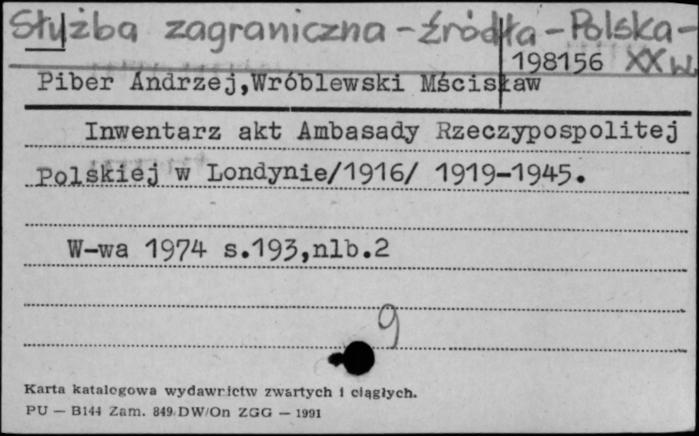 Służba zagraniczna - źródła - Polska -
198156 XX w.
Piber Andrzej,Wróblewski Mścisław
Inwentarz akt Ambasady Rzeczypospolitej
Polskiej w Londynie/1916/ 1919-1945.
W-wa 1974 s.193,nlb.2
9
Karta katalogowa wydawnictw zwartych i ciągłych.
PU — B144 Zam. 849/DW/On ZGG — 1991